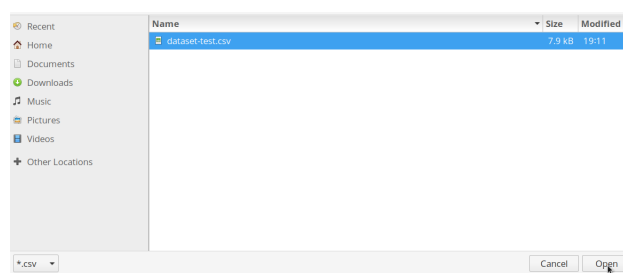 Recent
Home
Documents
Downloads
Music
Pictures
Videos
Other Locations
Name Size Modified
dataset-test.csv 7.9 kB 19:11
*.csv Cancel Open